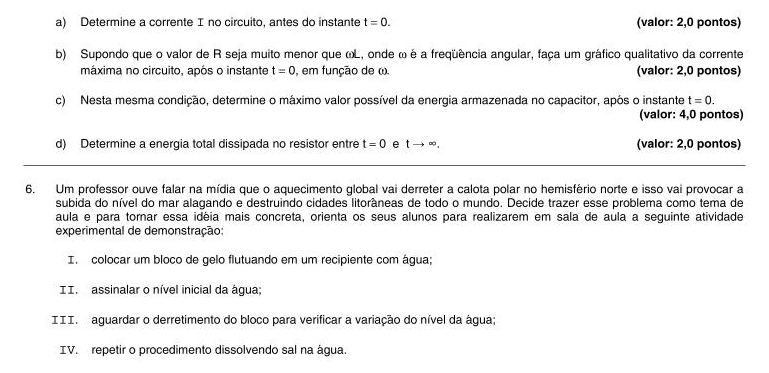 a) Determine a corrente I no circuito, antes do instante t = 0. (valor: 2,0 pontos)
b) Supondo que o valor de R seja muito menor que ωL, onde ω é a freqüência angular, faça um gráfico qualitativo da corrente
máxima no circuito, após o instante t = 0, em função de ω. (valor: 2,0 pontos)
c) Nesta mesma condição, determine o máximo valor possível da energia armazenada no capacitor, após o instante t = 0.
(valor: 4,0 pontos)
d) Determine a energia total dissipada no resistor entre t = 0 e t → ∞. (valor: 2,0 pontos)
6. Um professor ouve falar na mídia que o aquecimento global vai derreter a calota polar no hemisfério norte e isso vai provocar a
subida do nível do mar alagando e destruindo cidades litorâneas de todo o mundo. Decide trazer esse problema como tema de
aula e para tornar essa idéia mais concreta, orienta os seus alunos para realizarem em sala de aula a seguinte atividade
experimental de demonstração:
I. colocar um bloco de gelo flutuando em um recipiente com água;
II. assinalar o nível inicial da água;
III. aguardar o derretimento do bloco para verificar a variação do nível da água;
IV. repetir o procedimento dissolvendo sal na água.